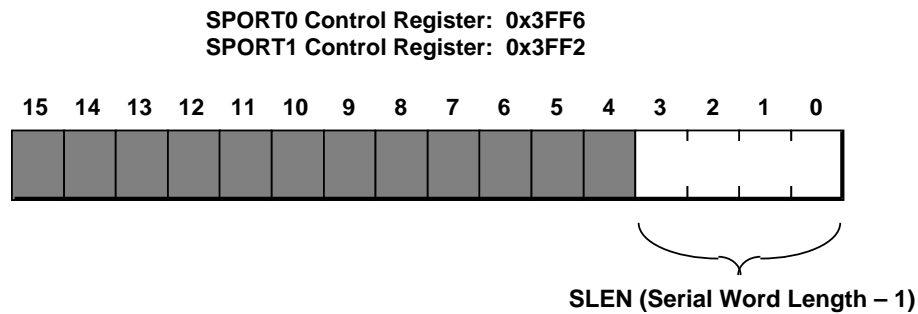 SPORT0 Control Register: 0x3FF6
SPORT1 Control Register: 0x3FF2
15 14 13 12 11 10 9 8 7 6 5 4 3 2 1 0
SLEN (Serial Word Length – 1)